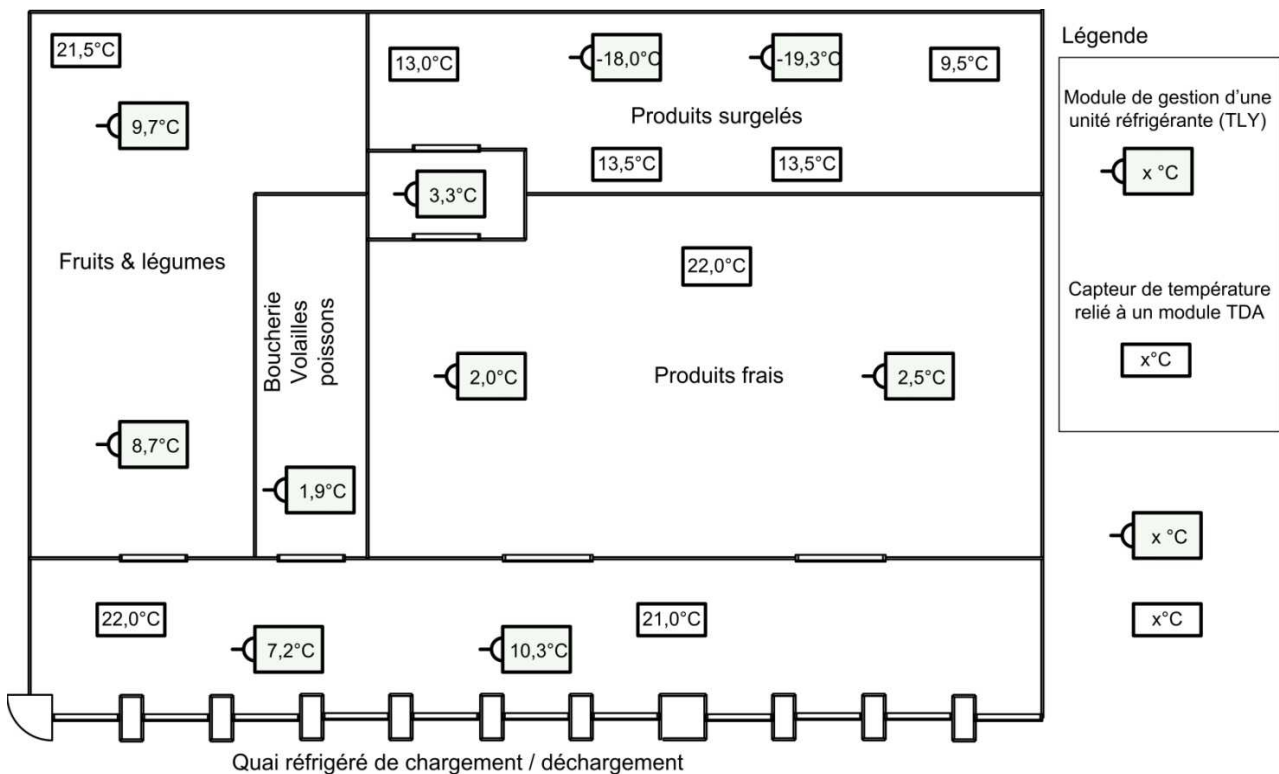 21,5°C
13,0°C
-18,0°C
-19,3°C
9,5°C
9,7°C
Produits surgelés
13,5°C
13,5°C
3,3°C
Fruits & légumes
22,0°C
Boucherie
Volailles
poissons
2,0°C
Produits frais
2,5°C
8,7°C
1,9°C
22,0°C
21,0°C
7,2°C
10,3°C
Quai réfrigéré de chargement / déchargement
Légende
Module de gestion d'une
unité réfrigérante (TLY)
x °C
Capteur de température
relié à un module TDA
x°C
x °C
x°C